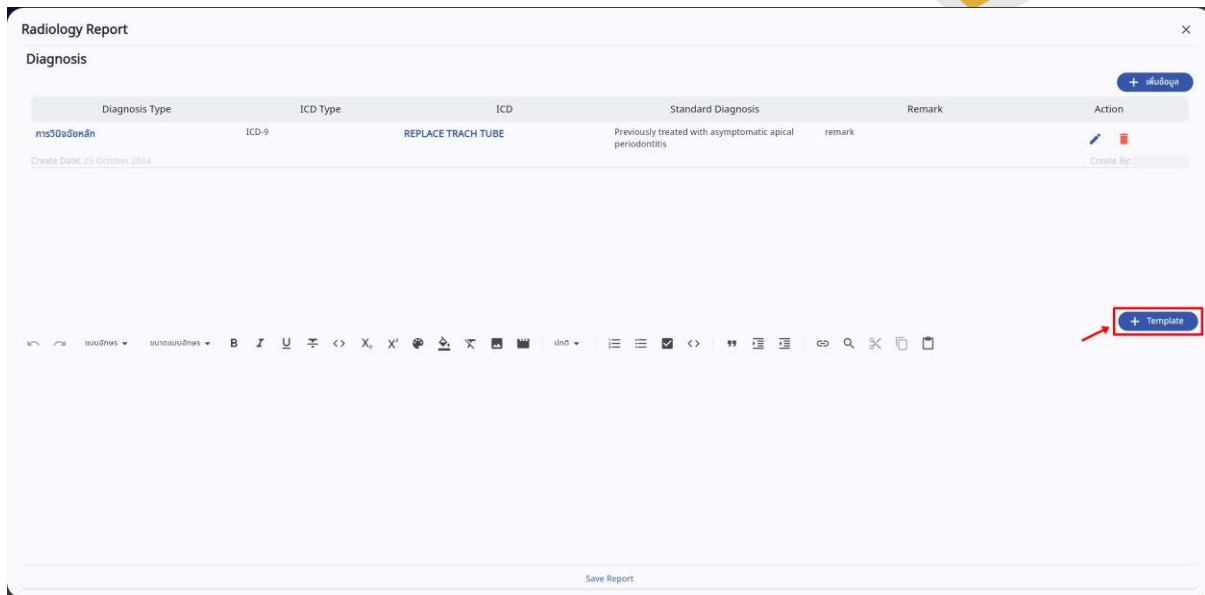 Radiology Report
Diagnosis
+ เพิ่มข้อมูล
Diagnosis Type ICD Type ICD Standard Diagnosis Remark Action
การวินิจฉัยหลัก ICD-9 REPLACE TRACH TUBE Previously treated with asymptomatic apical remark
periodontitis
Create Date: 25 October 2024 Create By:
+ Template
แบบอักษร ขนาดแบบอักษร B I U X₂ X² ปกติ
Save Report